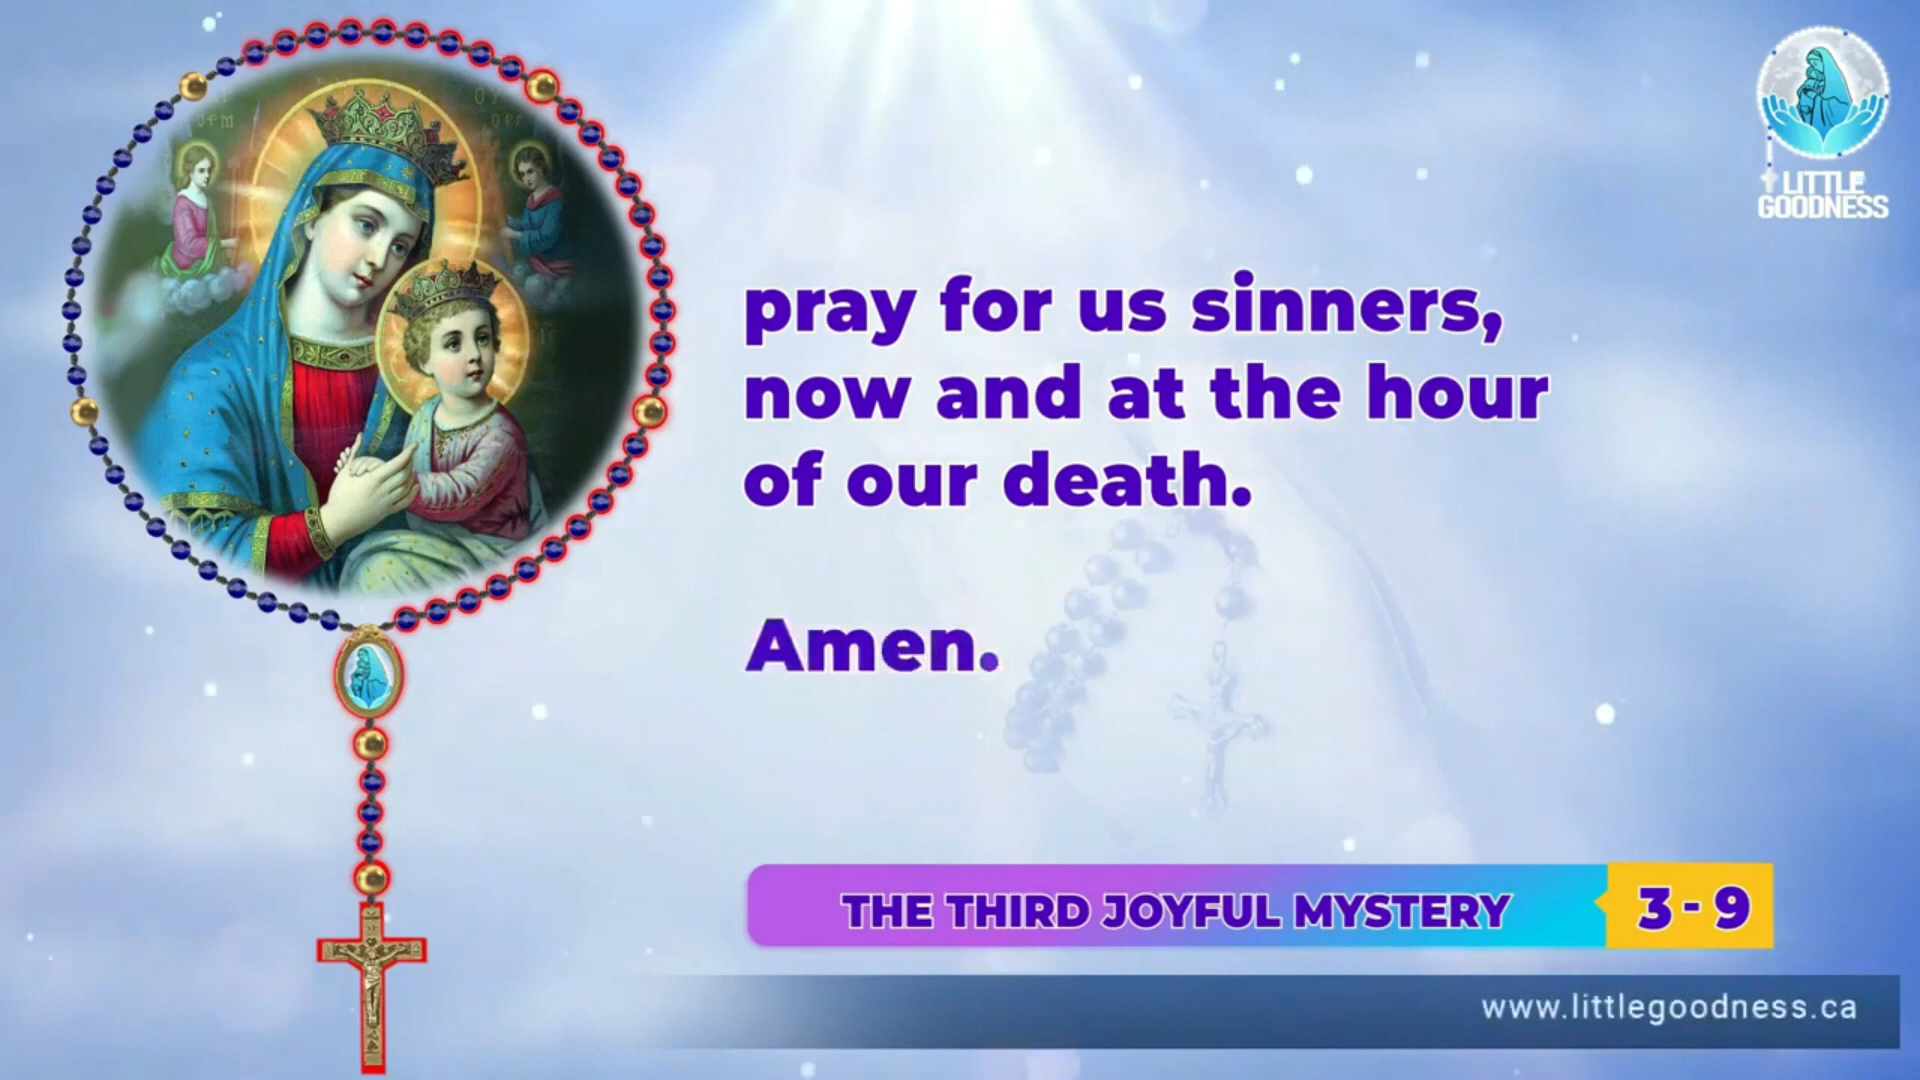 LITTLE
GOODNESS
pray for us sinners,
now and at the hour
of our death.
Amen.
THE THIRD JOYFUL MYSTERY
3 - 9
www.littlegoodness.ca